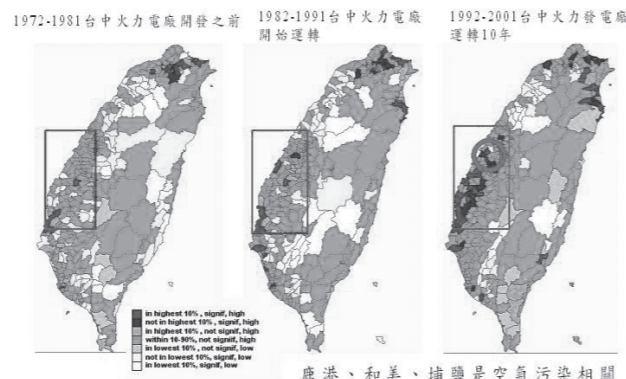 1972-1981台中火力電廠開發之前
1982-1991台中火力電廠
開始運轉
1992-2001台中火力發電廠
運轉10年
in highest 10%, signif, high
not in highest 10%, signif, high
in highest 10%, not signif, high
within 10-90%, not signif, high
in lowest 10%, not signif, low
not in lowest 10%, signif, low
in lowest 10%, signif, low
鹿港、和美、埔鹽是空氣污染相關